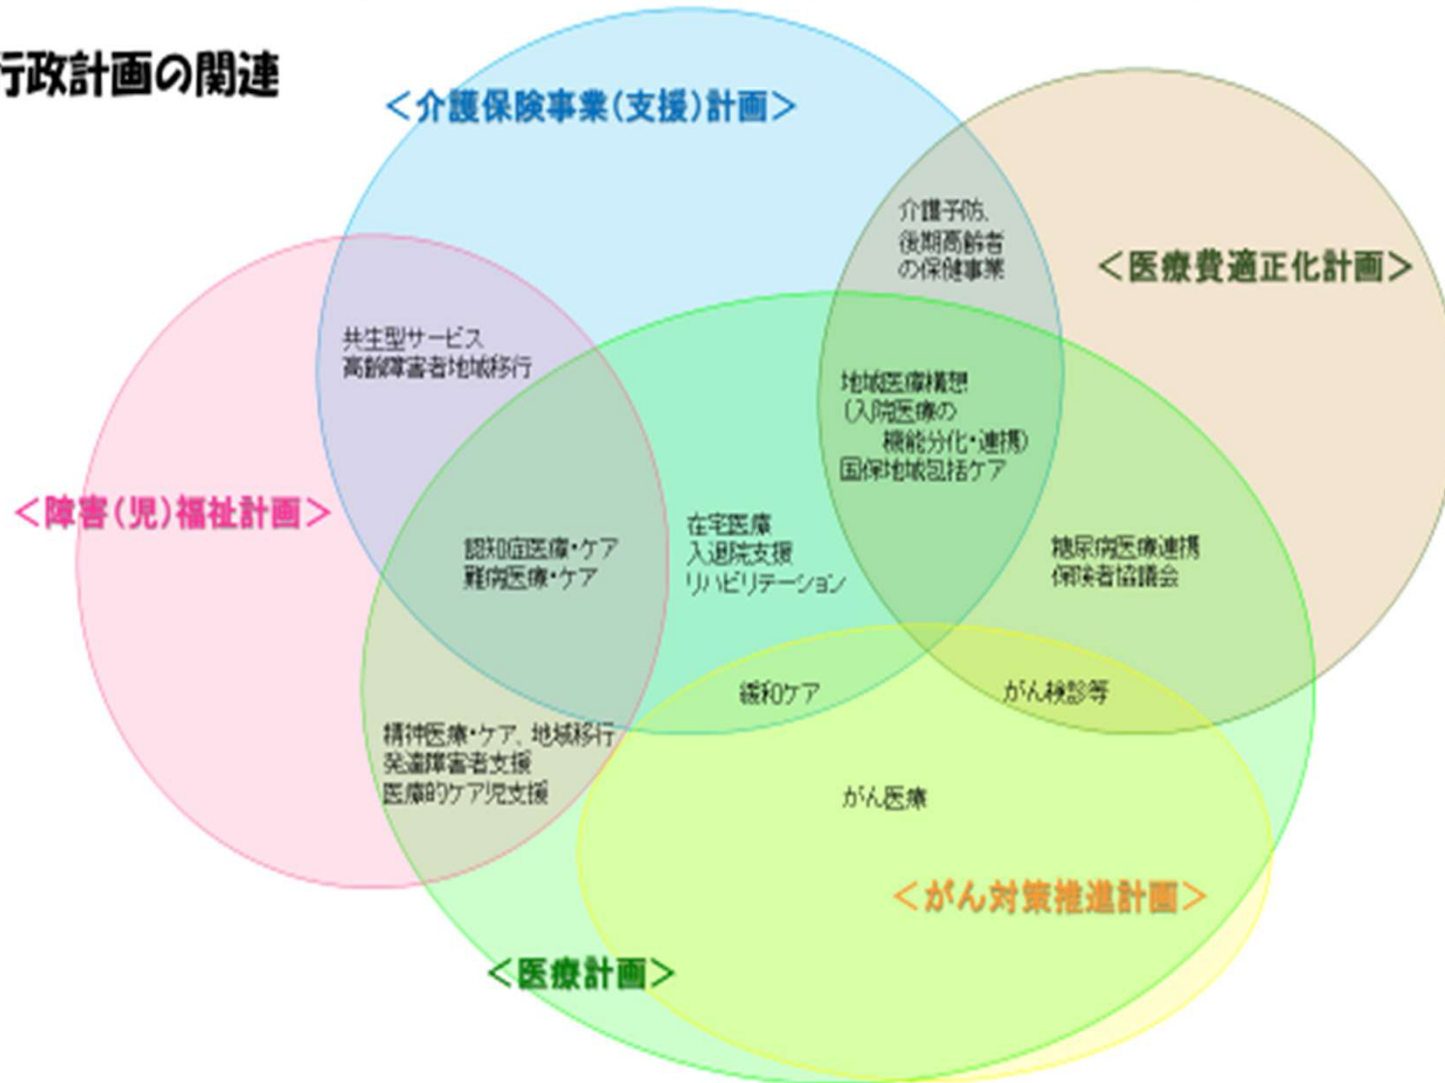 行政計画の関連
＜介護保険事業（支援）計画＞
介護予防、
後期高齢者
の保健事業
＜医療費適正化計画＞
共生型サービス
高齢障害者地域移行
地域医療構想
（入院医療の
機能分化・連携）
国保地域包括ケア
＜障害（児）福祉計画＞
認知症医療・ケア
難病医療・ケア
在宅医療
入退院支援
リハビリテーション
糖尿病医療連携
保険者協議会
緩和ケア
がん検診等
精神医療・ケア、地域移行
発達障害者支援
医療的ケア児支援
がん医療
＜がん対策推進計画＞
＜医療計画＞